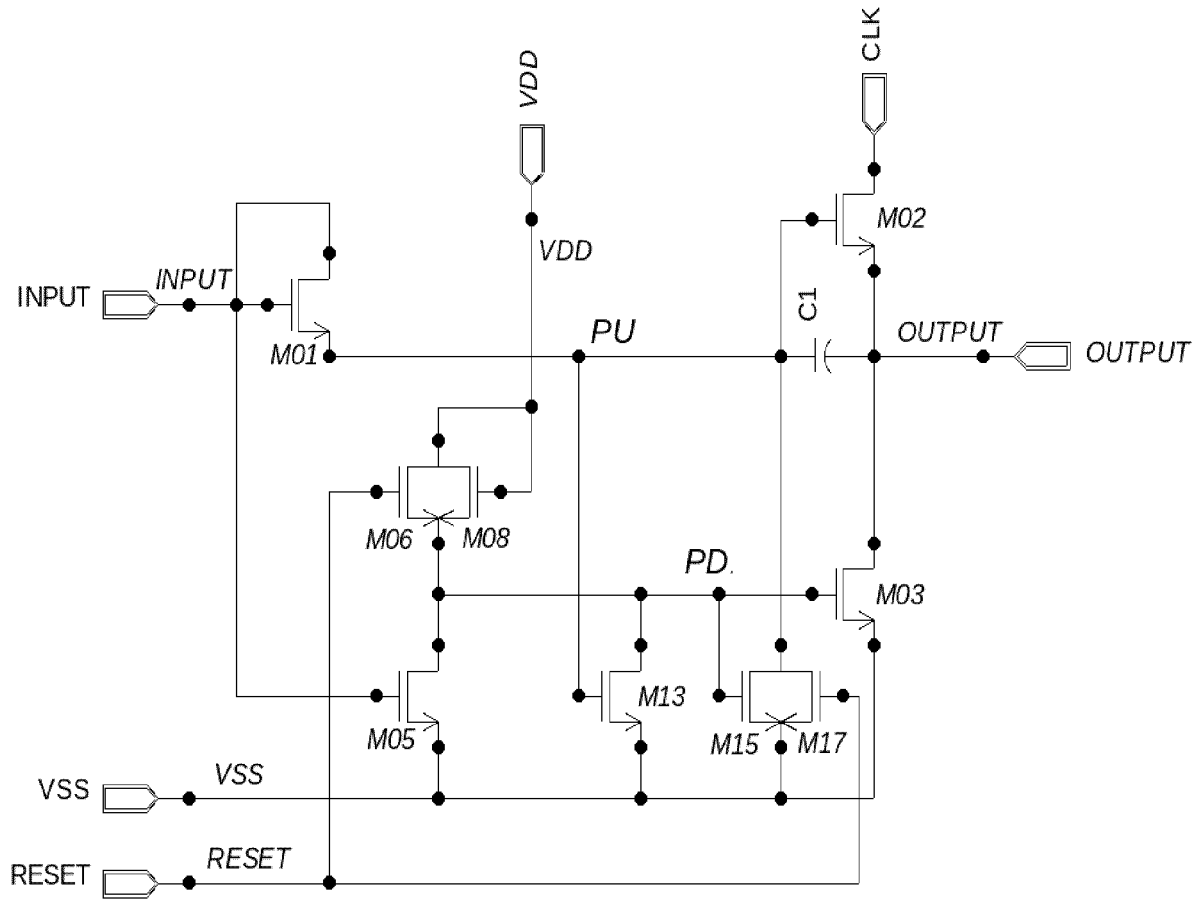 CLK
VDD
M02
VDD
INPUT
INPUT
C1
PU
OUTPUT
M01
OUTPUT
M06
M08
PD.
M03
M13
M05
M15
M17
VSS
VSS
RESET
RESET